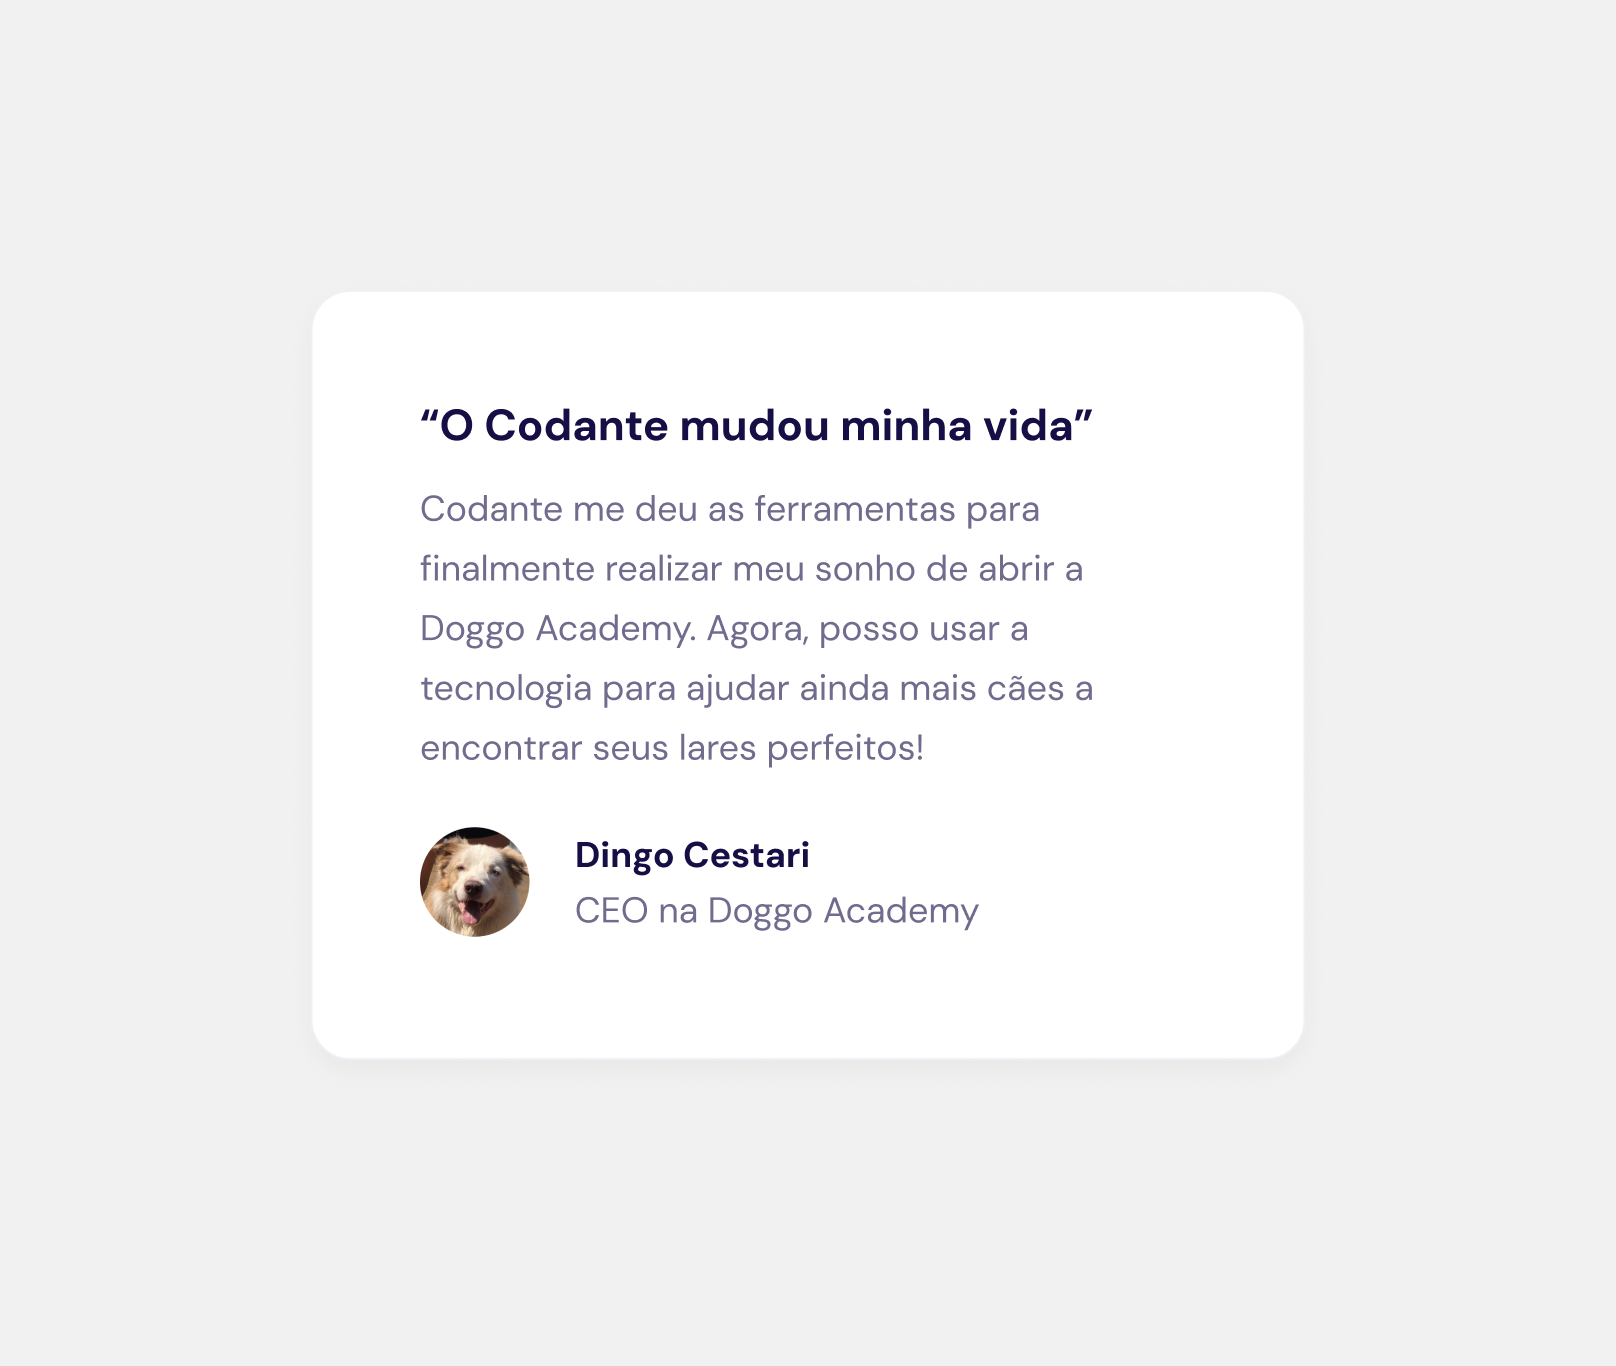 “O Codante mudou minha vida”
Codante me deu as ferramentas para
finalmente realizar meu sonho de abrir a
Doggo Academy. Agora, posso usar a
tecnologia para ajudar ainda mais cães a
encontrar seus lares perfeitos!
Dingo Cestari
CEO na Doggo Academy